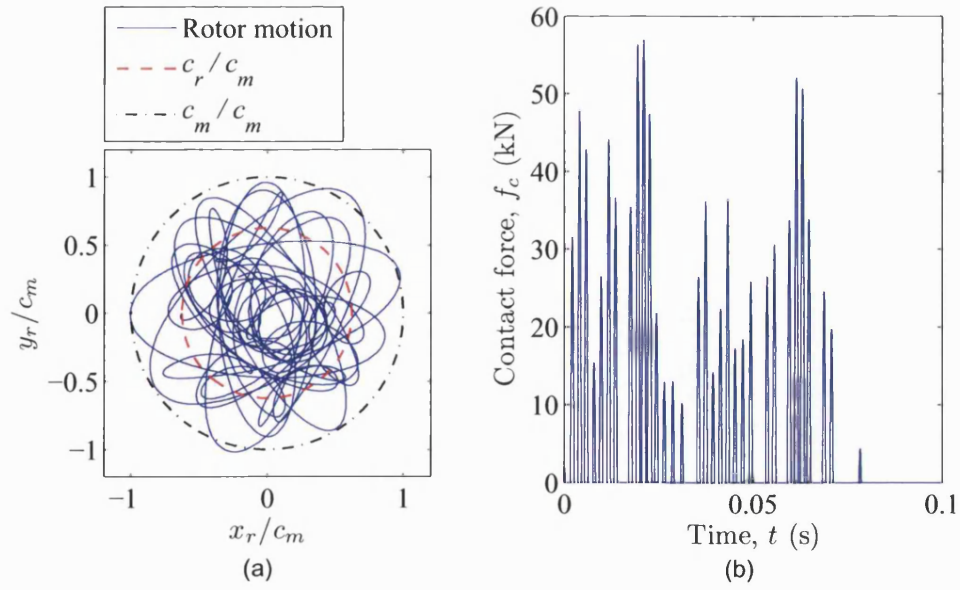 Rotor motion
c_r/c_m
c_m/c_m
y_r/c_m
1
0.5
0
−0.5
−1
−1 0 1
x_r/c_m
(a)
Contact force, f_c (kN)
60
50
40
30
20
10
0
0 0.05 0.1
Time, t (s)
(b)